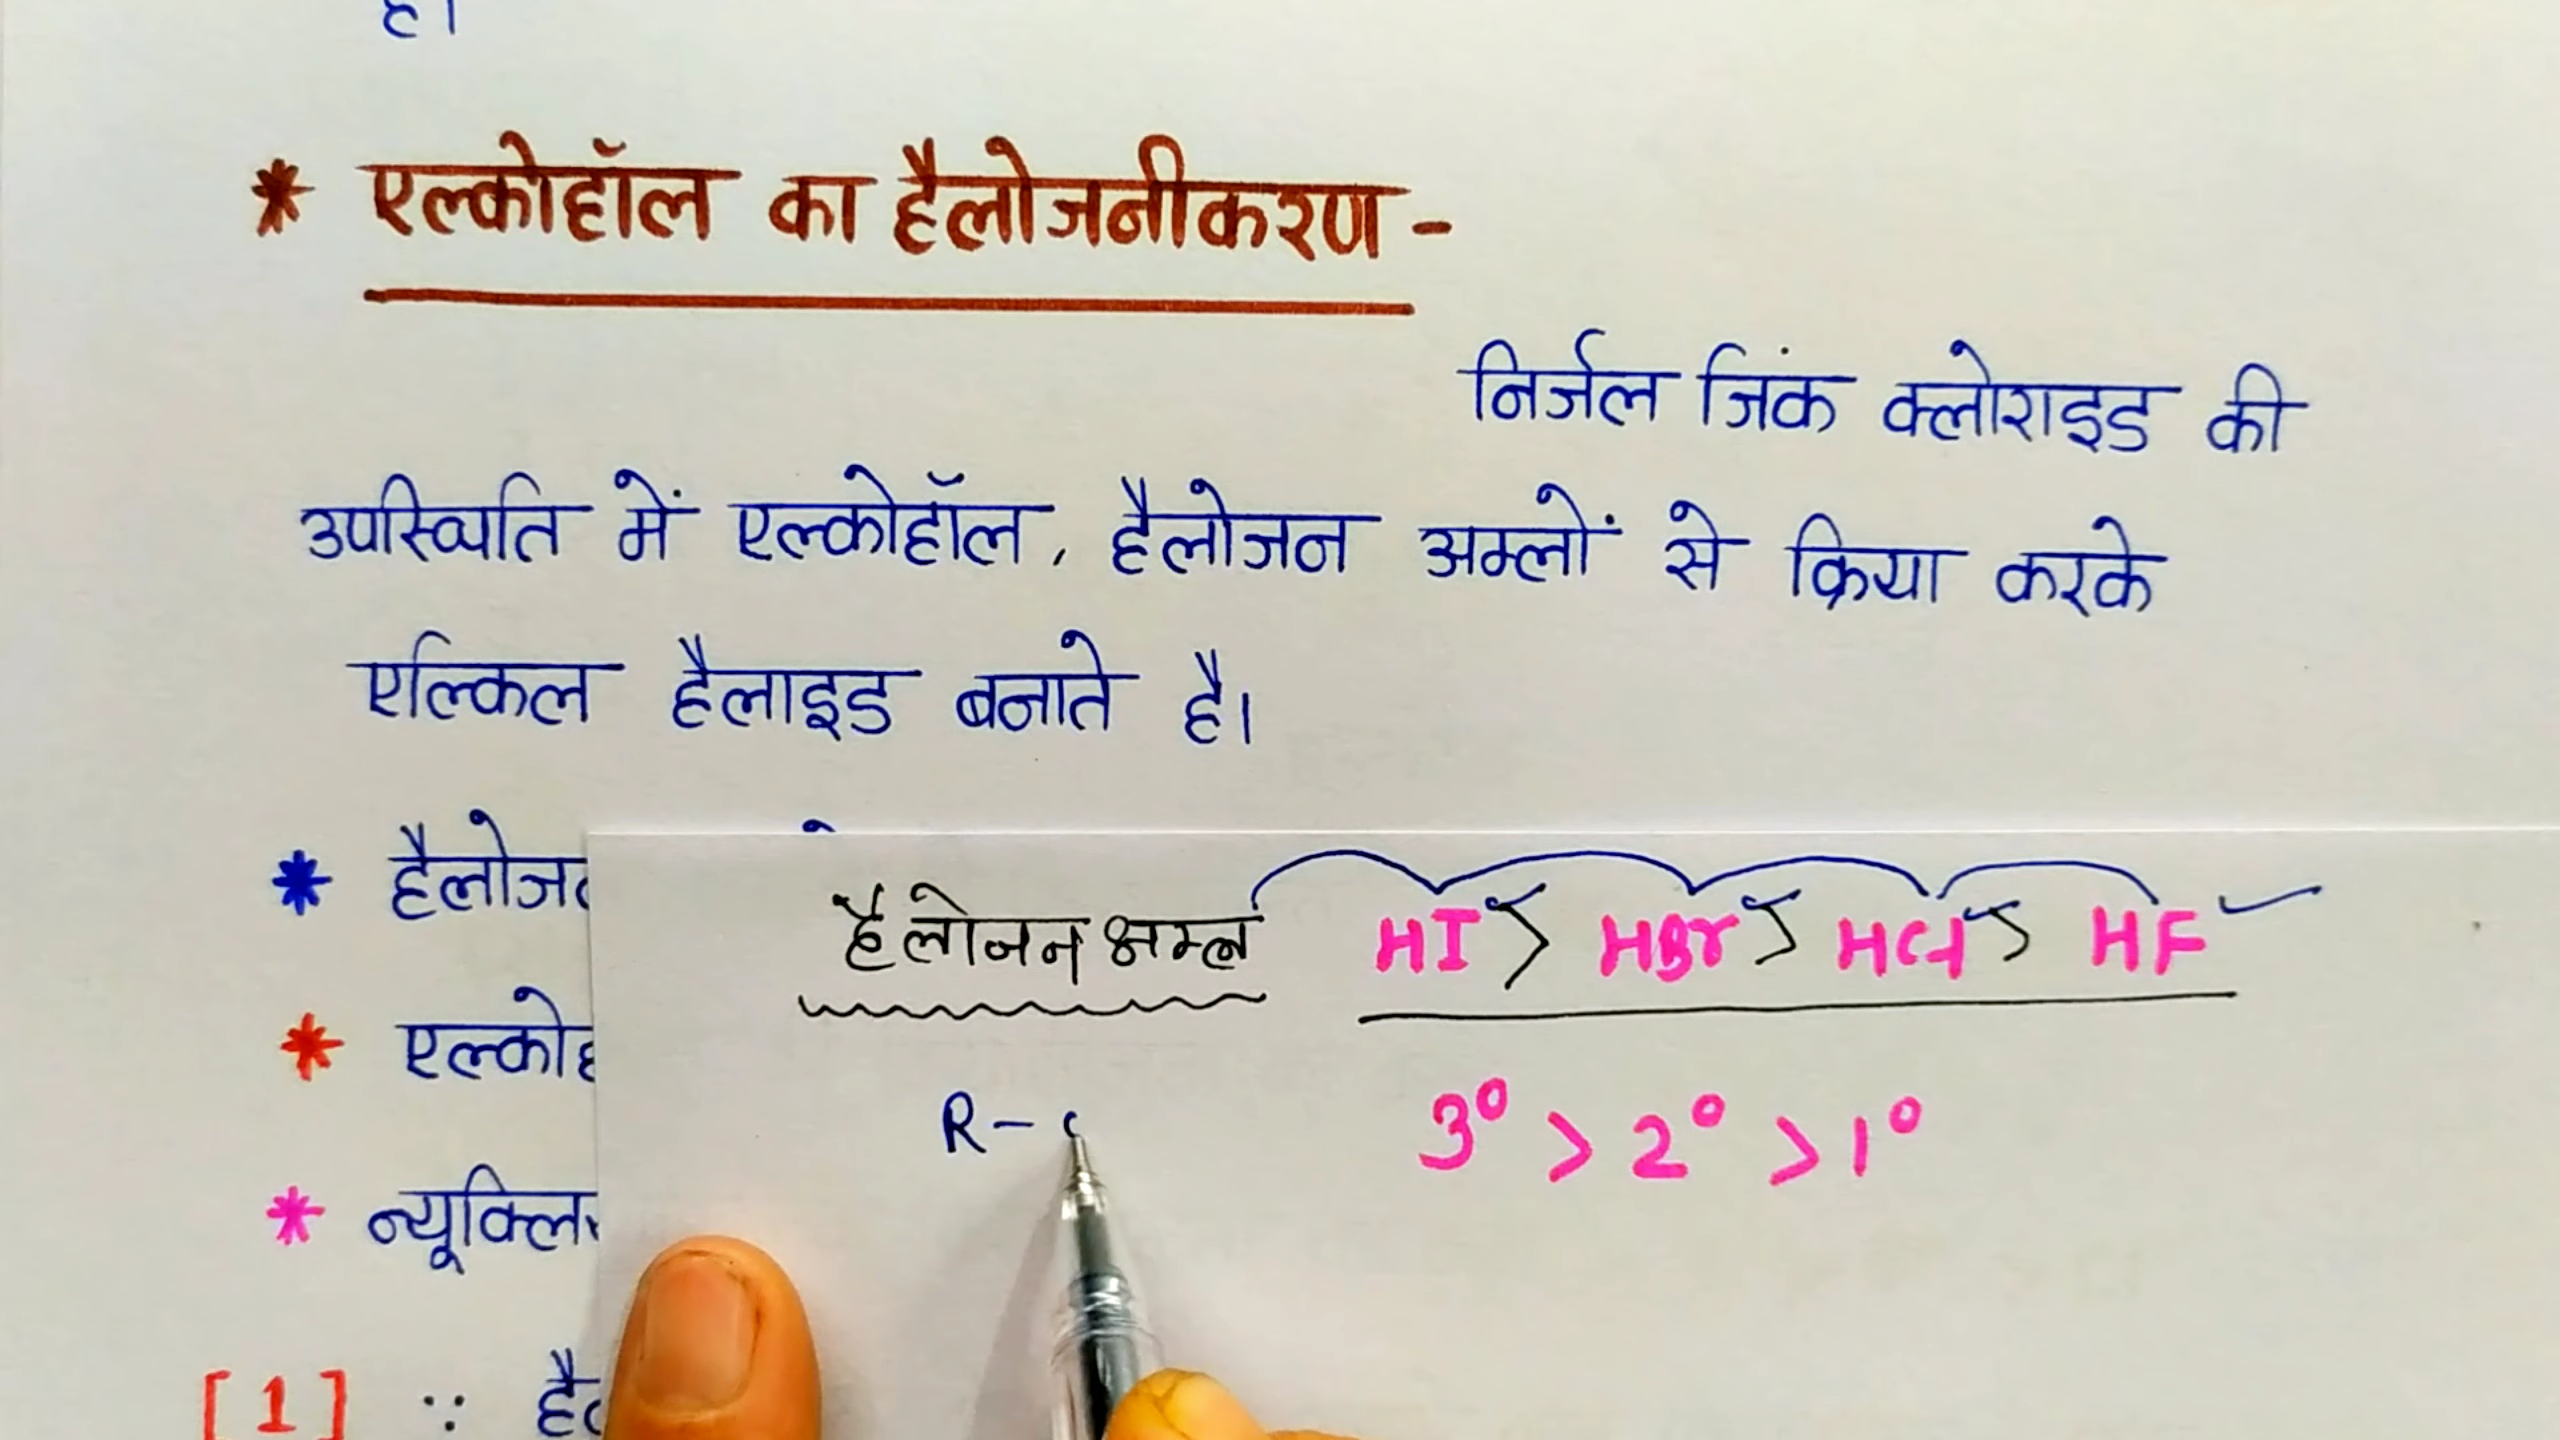 है।
* एल्कोहॉल का हैलोजनीकरण -
निर्जल जिंक क्लोराइड की
उपस्थिति में एल्कोहॉल, हैलोजन अम्लों से क्रिया करके
एल्किल हैलाइड बनाते है।
* हैलोजन
हैलोजन अम्ल HI > HBr > HCl > HF
* एल्कोह
R - 3° > 2° > 1°
* न्यूक्लि
[1] ∵ है